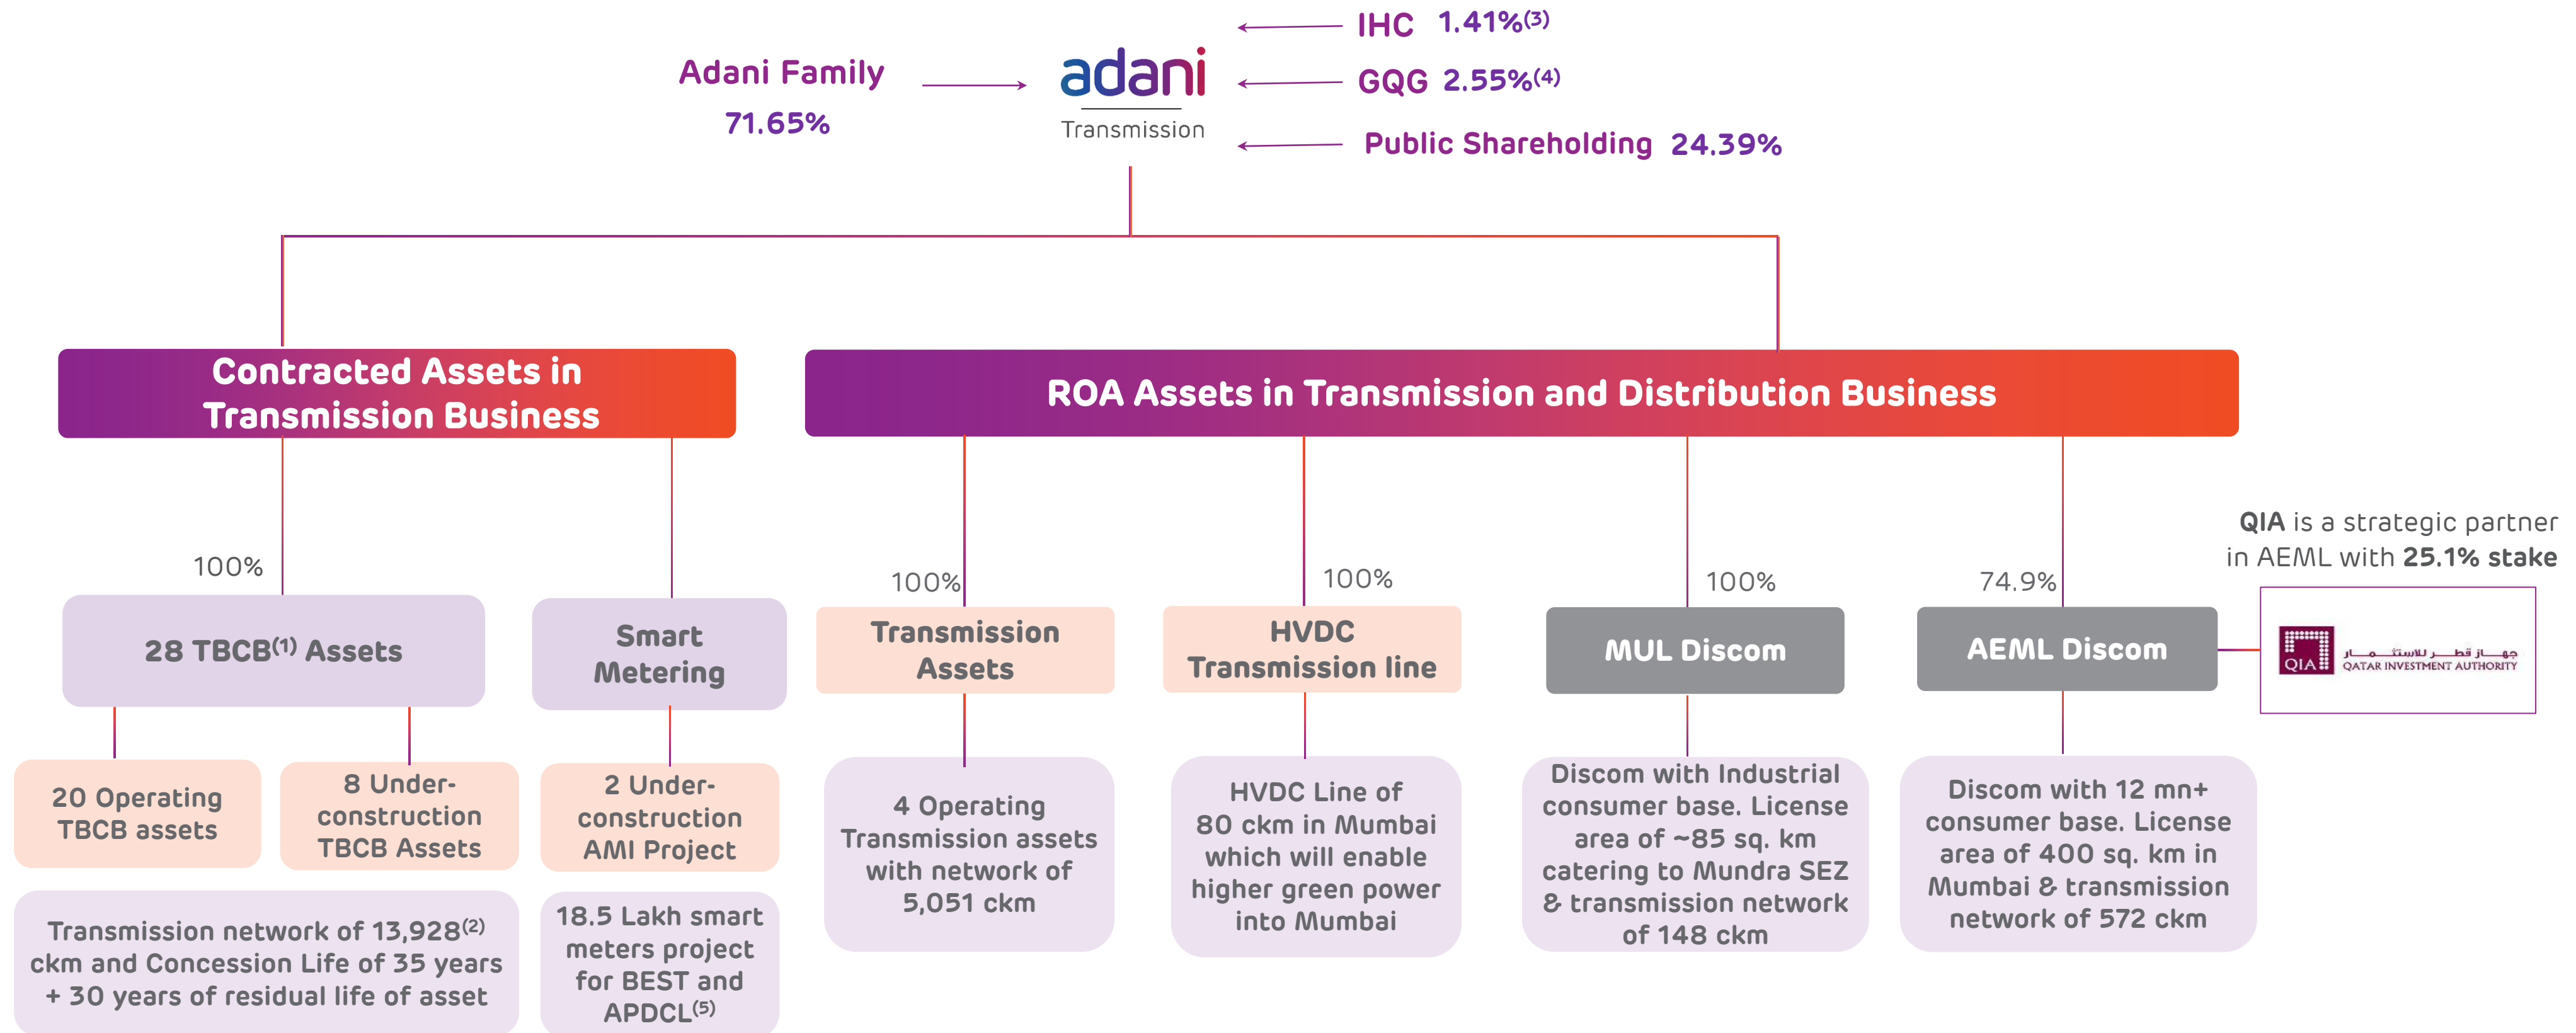 Adani Family
71.65%
adani
Transmission
IHC 1.41%(3)
GQG 2.55%(4)
Public Shareholding 24.39%
Contracted Assets in
Transmission Business
ROA Assets in Transmission and Distribution Business
100%
28 TBCB(1) Assets
Smart
Metering
100%
Transmission
Assets
100%
HVDC
Transmission line
100%
MUL Discom
74.9%
AEML Discom
QIA is a strategic partner
in AEML with 25.1% stake
QIA
جهاز قطر للاستثمار
QATAR INVESTMENT AUTHORITY
20 Operating
TBCB assets
8 Under-
construction
TBCB Assets
2 Under-
construction
AMI Project
Transmission network of 13,928(2)
ckm and Concession Life of 35 years
+ 30 years of residual life of asset
18.5 Lakh smart
meters project
for BEST and
APDCL(5)
4 Operating
Transmission assets
with network of
5,051 ckm
HVDC Line of
80 ckm in Mumbai
which will enable
higher green power
into Mumbai
Discom with Industrial
consumer base. License
area of ~85 sq. km
catering to Mundra SEZ
& transmission network
of 148 ckm
Discom with 12 mn+
consumer base. License
area of 400 sq. km in
Mumbai & transmission
network of 572 ckm